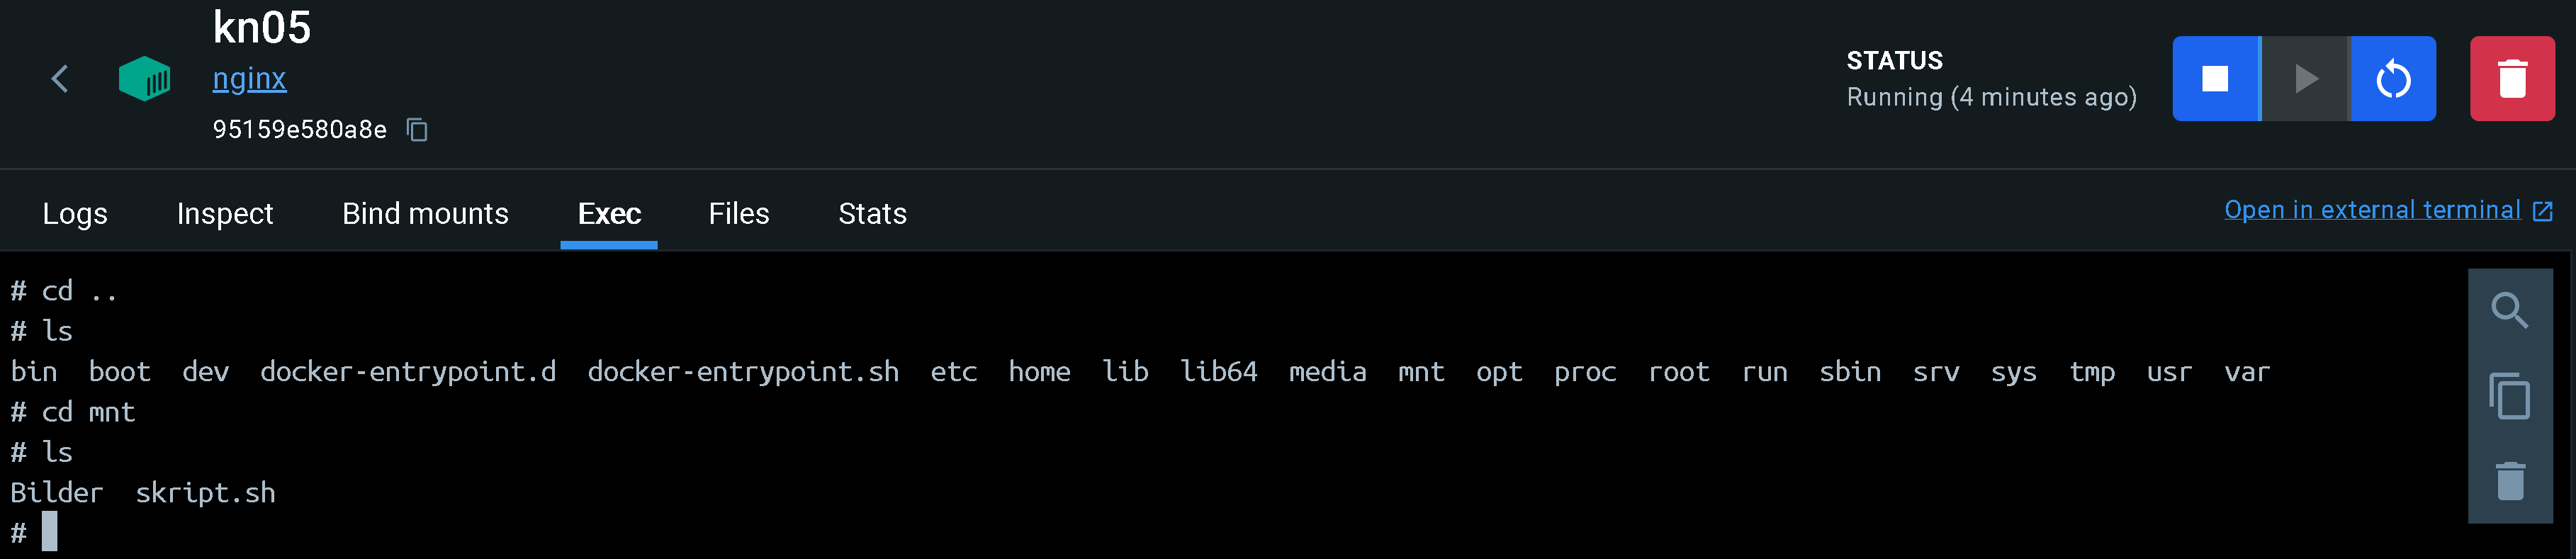 kn05
nginx
95159e580a8e
STATUS
Running (4 minutes ago)
Logs Inspect Bind mounts Exec Files Stats
Open in external terminal
# cd ..
# ls
bin boot dev docker-entrypoint.d docker-entrypoint.sh etc home lib lib64 media mnt opt proc root run sbin srv sys tmp usr var
# cd mnt
# ls
Bilder skript.sh
#